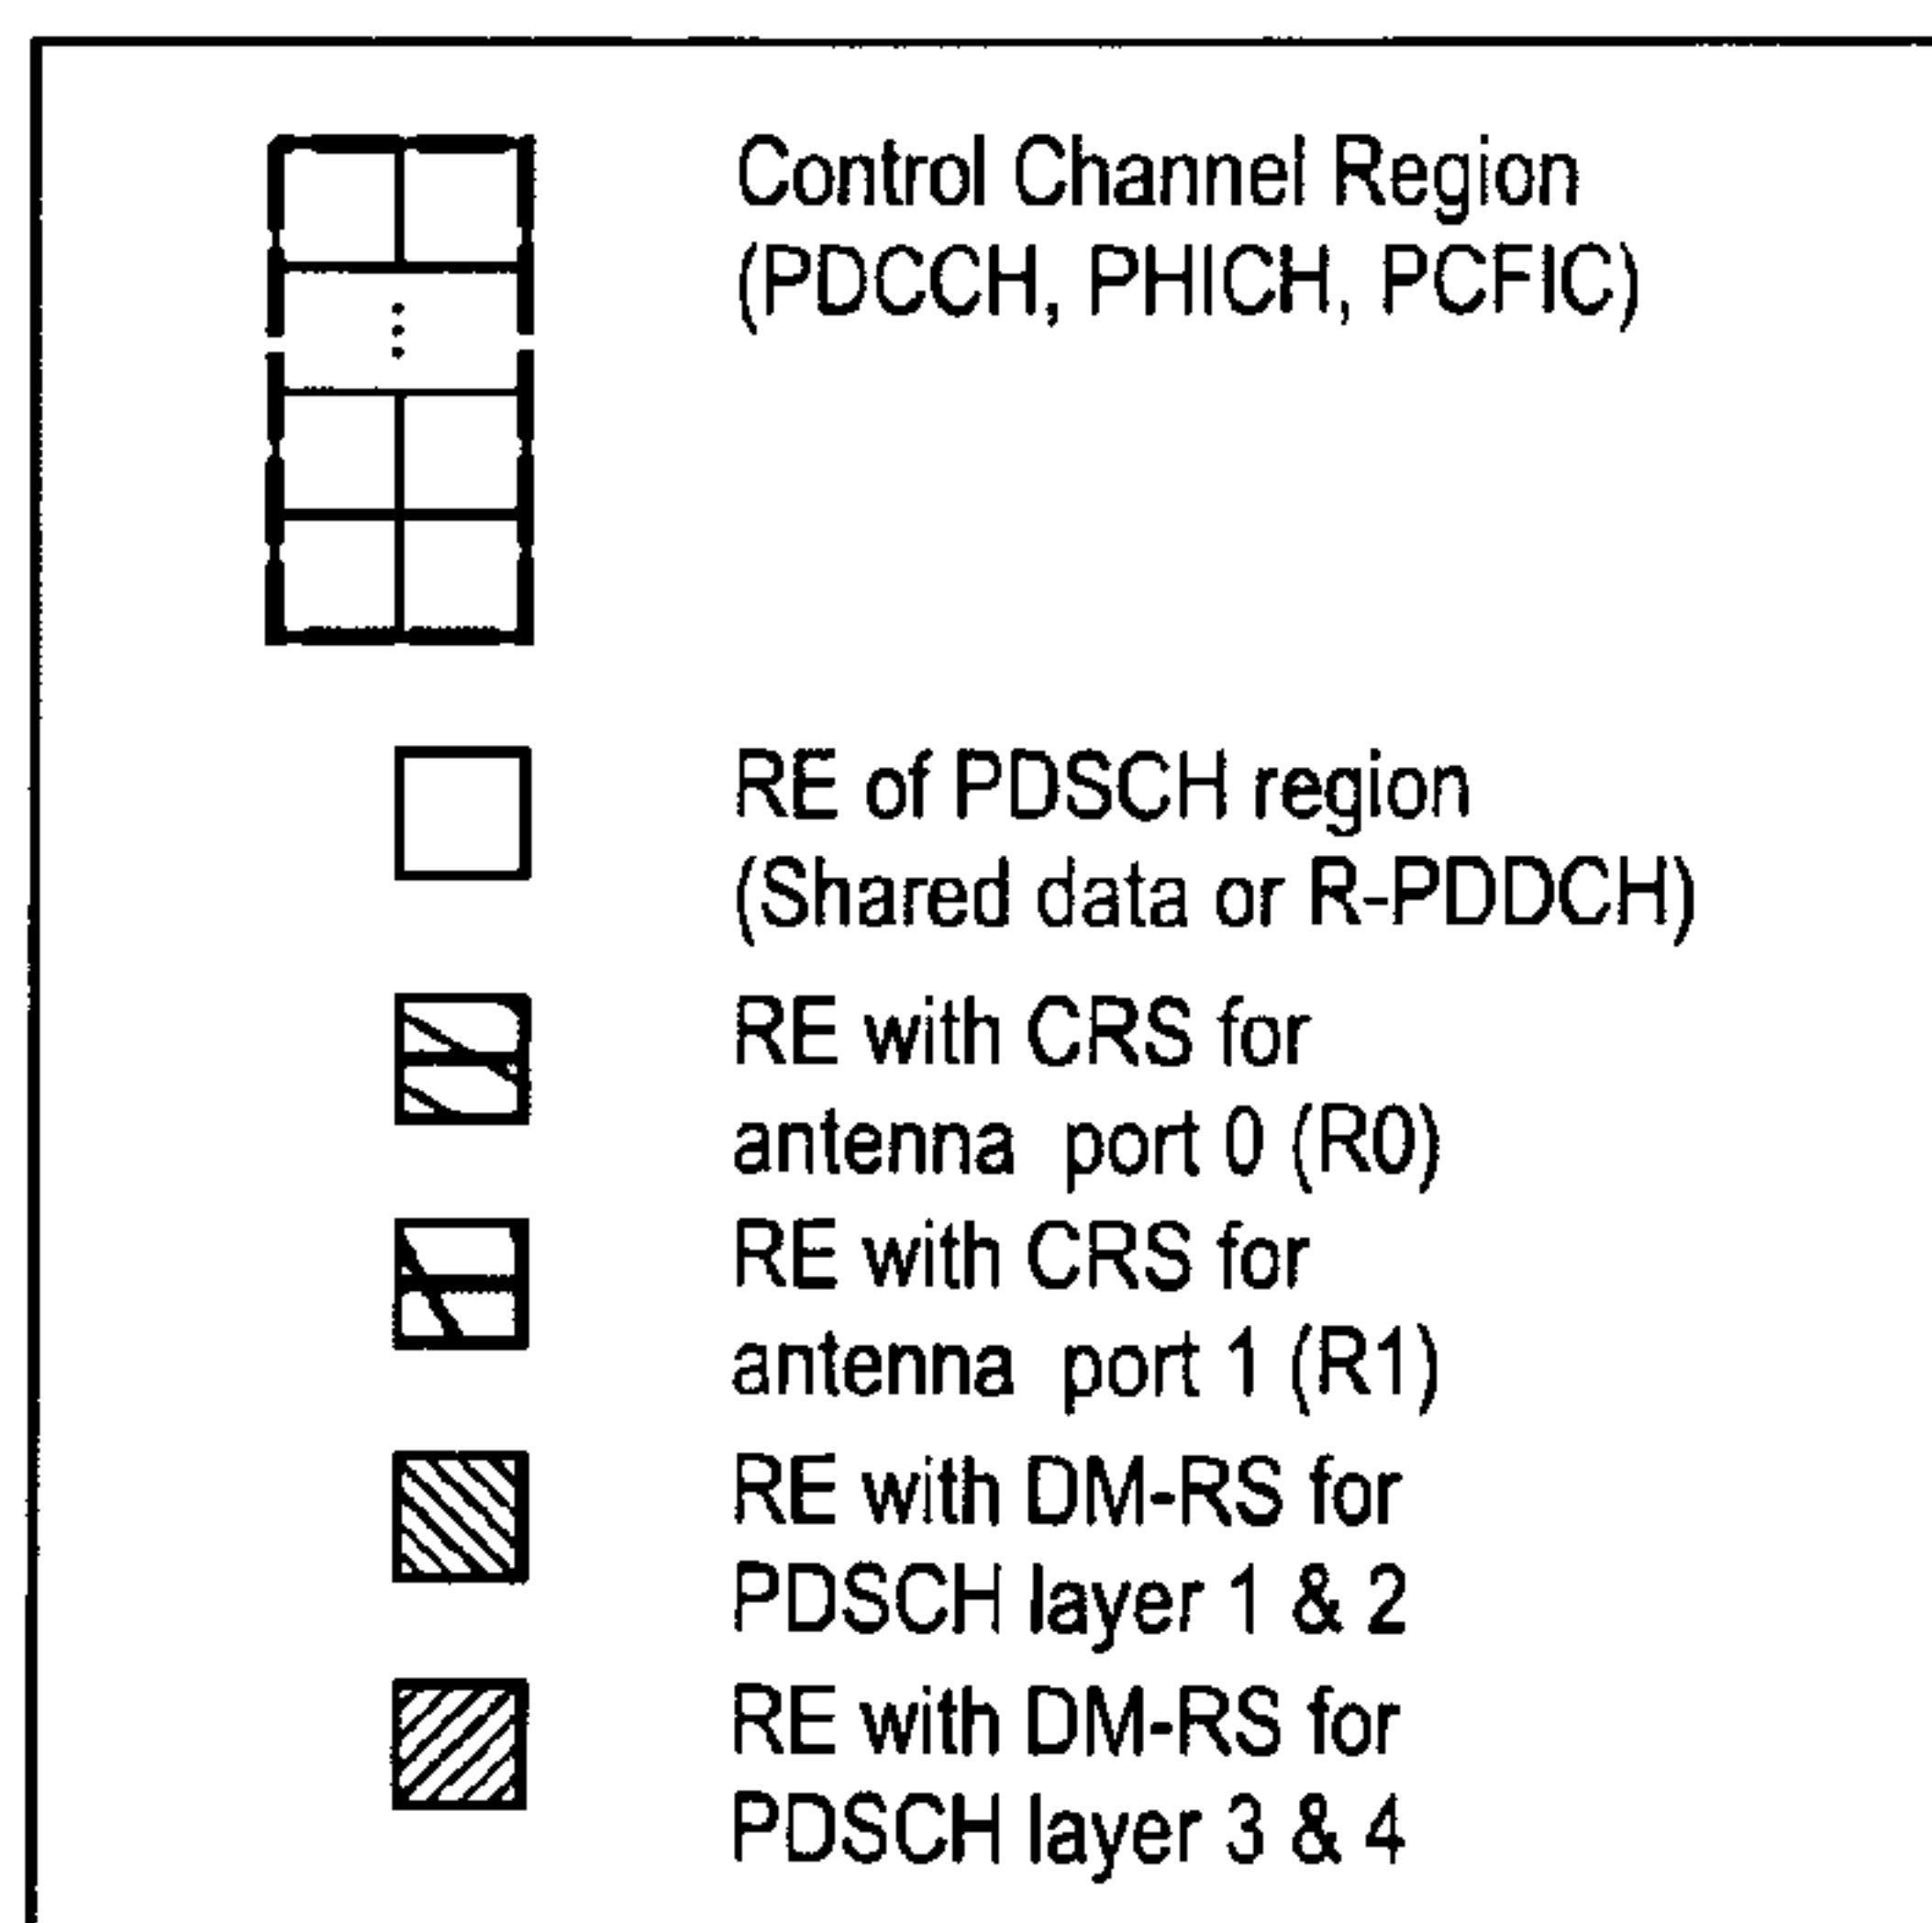 Control Channel Region
(PDCCH, PHICH, PCFIC)
RE of PDSCH region
(Shared data or R-PDDCH)
RE with CRS for
antenna port 0 (R0)
RE with CRS for
antenna port 1 (R1)
RE with DM-RS for
PDSCH layer 1 & 2
RE with DM-RS for
PDSCH layer 3 & 4